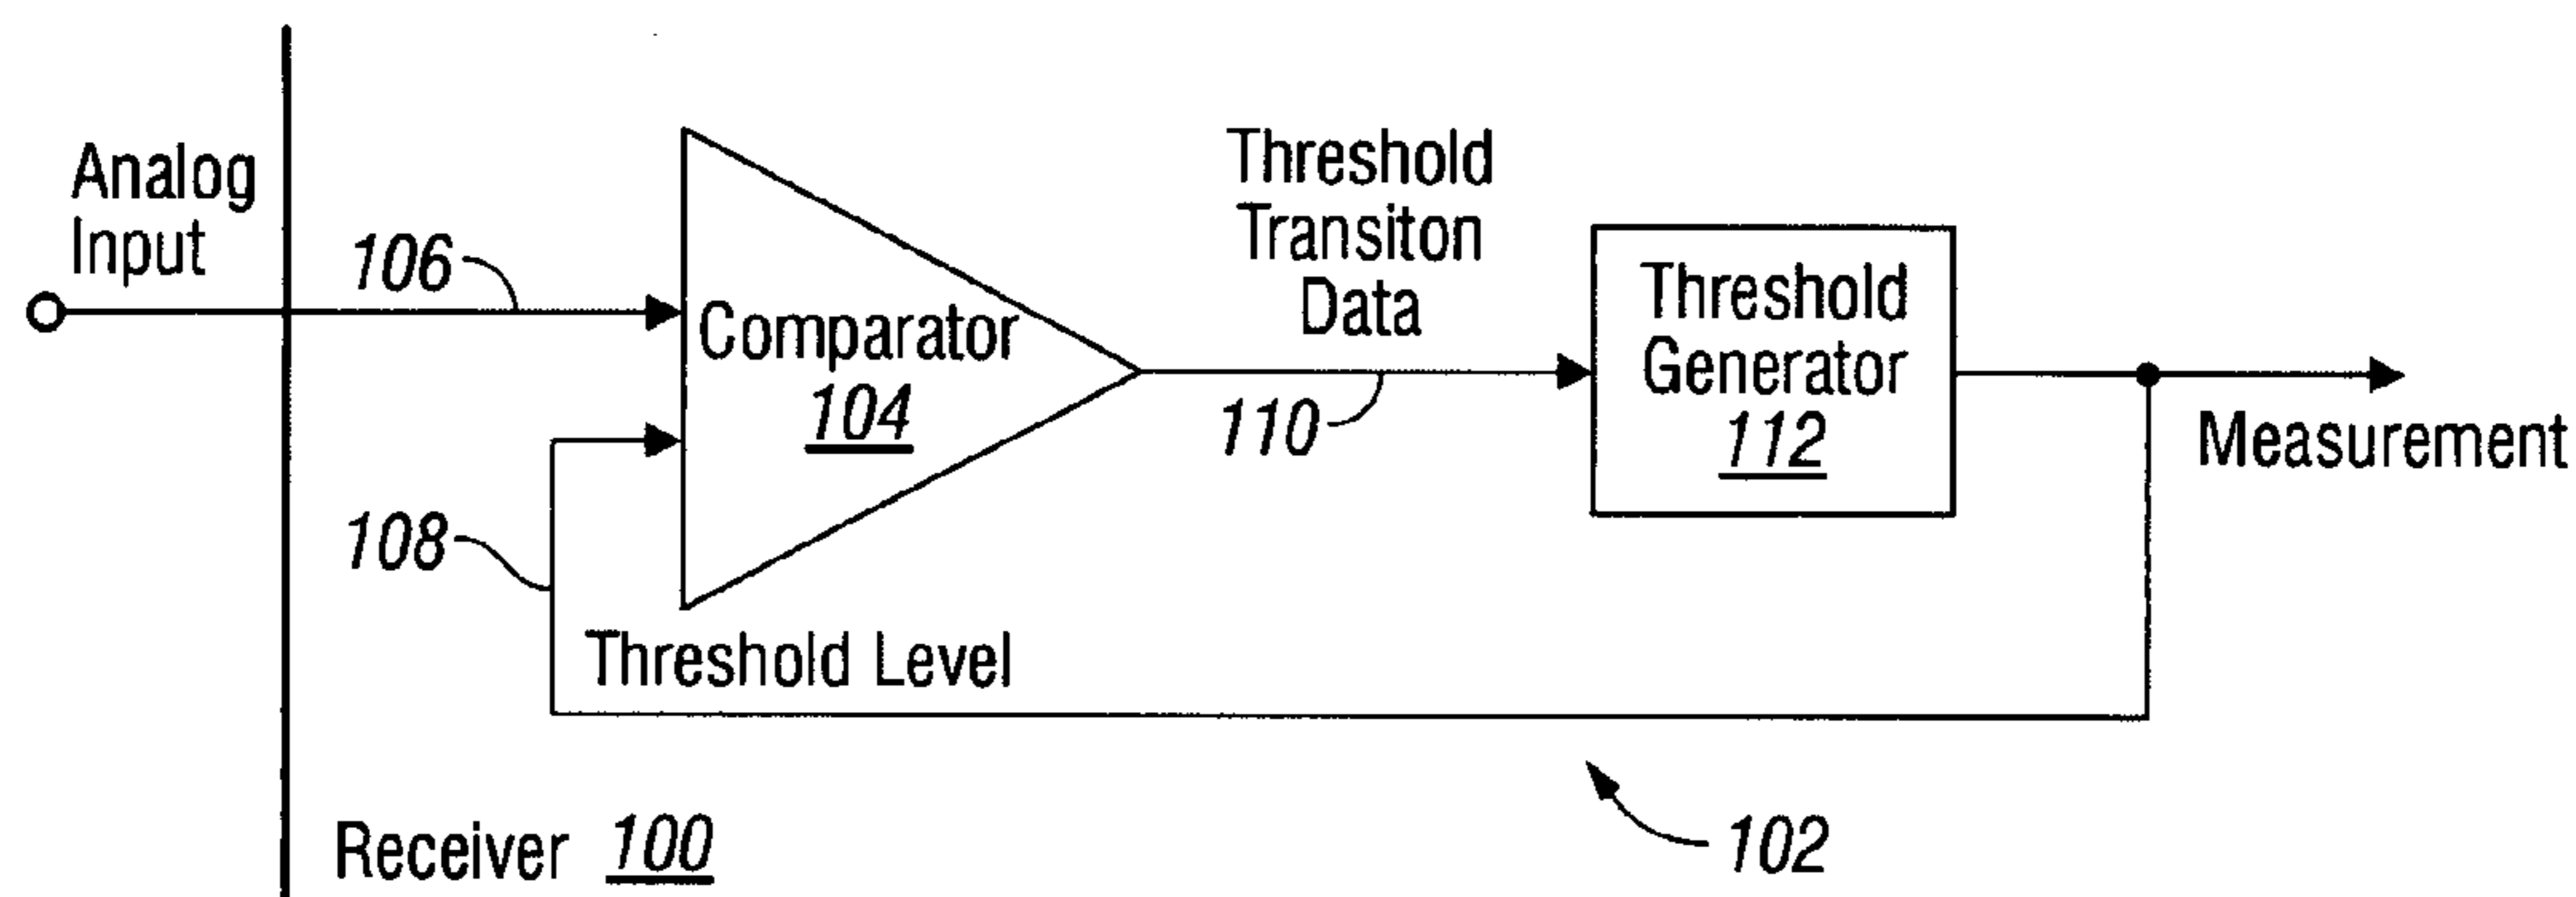 Analog
Input
106
Comparator
104
108
Threshold Level
Threshold
Transiton
Data
110
Threshold
Generator
112
Measurement
102
Receiver 100